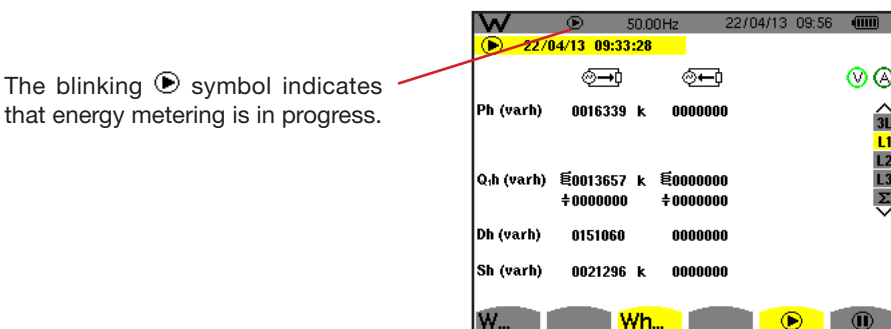 W 50.00Hz 22/04/13 09:56
22/04/13 09:33:28
The blinking symbol indicates
that energy metering is in progress.
V A
Ph (varh) 0016339 k 0000000
3L
L1
L2
L3
Σ
Q₁h (varh) 0013657 k 0000000
÷0000000 ÷0000000
Dh (varh) 0151060 0000000
Sh (varh) 0021296 k 0000000
W... Wh...